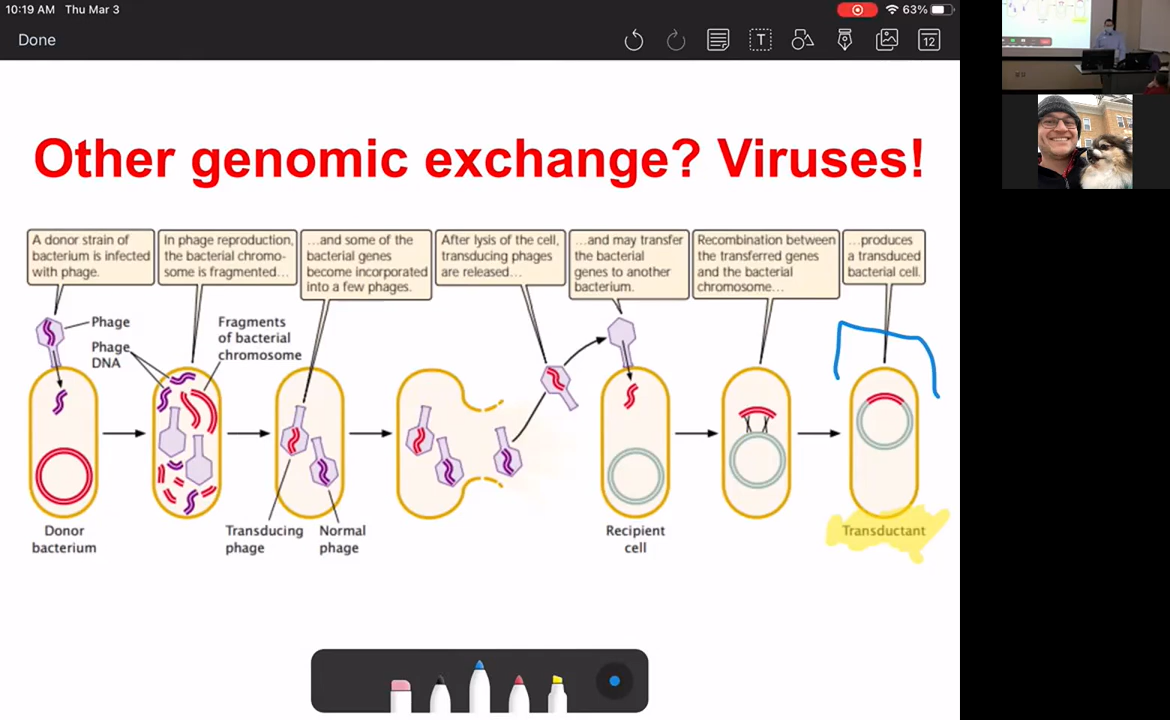 10:19 AM Thu Mar 3
63%
Done
T
12
Other genomic exchange? Viruses!
A donor strain of
bacterium is infected
with phage.
In phage reproduction,
the bacterial chromo-
some is fragmented…
…and some of the
bacterial genes
become incorporated
into a few phages.
After lysis of the cell,
transducing phages
are released…
…and may transfer
the bacterial
genes to another
bacterium.
Recombination between
the transferred genes
and the bacterial
chromosome…
…produces
a transduced
bacterial cell.
Phage
Phage
DNA
Fragments
of bacterial
chromosome
Donor
bacterium
Transducing
phage
Normal
phage
Recipient
cell
Transductant